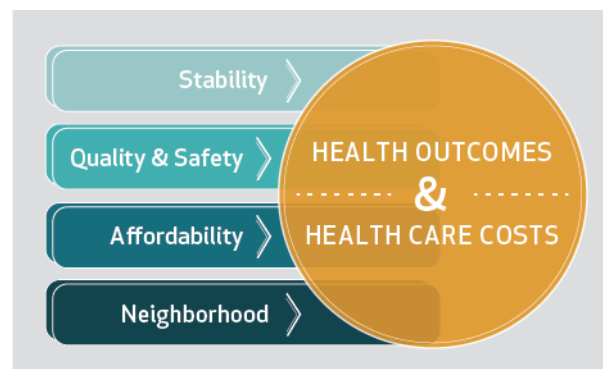 Stability
Quality & Safety
Affordability
Neighborhood
HEALTH OUTCOMES
&
HEALTH CARE COSTS